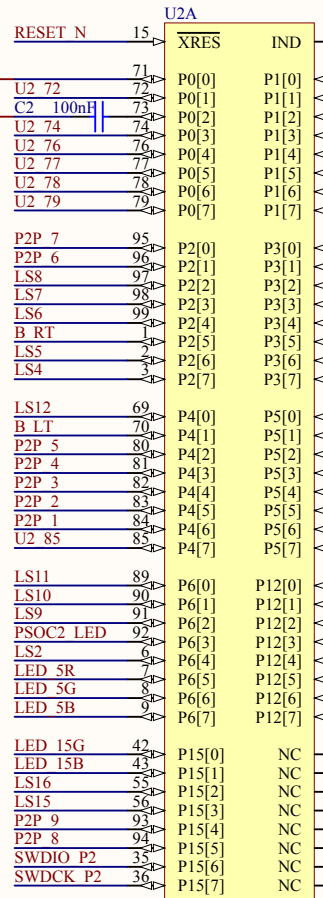 U2A
RESET_N 15 XRES IND
71 P0[0] P1[0]
U2_72 72 P0[1] P1[1]
C2 100nF 73 P0[2] P1[2]
U2_74 74 P0[3] P1[3]
U2_76 76 P0[4] P1[4]
U2_77 77 P0[5] P1[5]
U2_78 78 P0[6] P1[6]
U2_79 79 P0[7] P1[7]
P2P_7 95 P2[0] P3[0]
P2P_6 96 P2[1] P3[1]
LS8 97 P2[2] P3[2]
LS7 98 P2[3] P3[3]
LS6 99 P2[4] P3[4]
B_RT 1 P2[5] P3[5]
LS5 2 P2[6] P3[6]
LS4 3 P2[7] P3[7]
LS12 69 P4[0] P5[0]
B_LT 70 P4[1] P5[1]
P2P_5 80 P4[2] P5[2]
P2P_4 81 P4[3] P5[3]
P2P_3 82 P4[4] P5[4]
P2P_2 83 P4[5] P5[5]
P2P_1 84 P4[6] P5[6]
U2_85 85 P4[7] P5[7]
LS11 89 P6[0] P12[0]
LS10 90 P6[1] P12[1]
LS9 91 P6[2] P12[2]
PSOC2_LED 92 P6[3] P12[3]
LS2 6 P6[4] P12[4]
LED_5R 7 P6[5] P12[5]
LED_5G 8 P6[6] P12[6]
LED_5B 9 P6[7] P12[7]
LED_15G 42 P15[0] NC
LED_15B 43 P15[1] NC
LS16 55 P15[2] NC
LS15 56 P15[3] NC
P2P_9 93 P15[4] NC
P2P_8 94 P15[5] NC
SWDIO_P2 35 P15[6] NC
SWDCK_P2 36 P15[7] NC